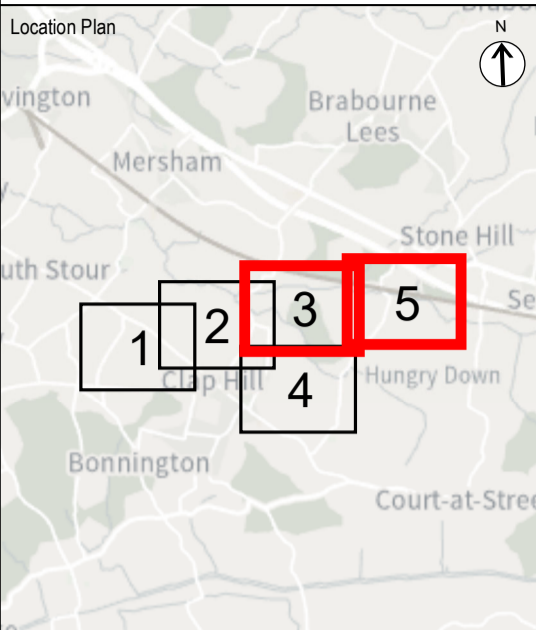 Location Plan
N
vington
Brabourne
Lees
Mersham
Stone Hill
uth Stour
Se
1
2
3
5
4
Clap Hill
Hungry Down
Bonnington
Court-at-Stree